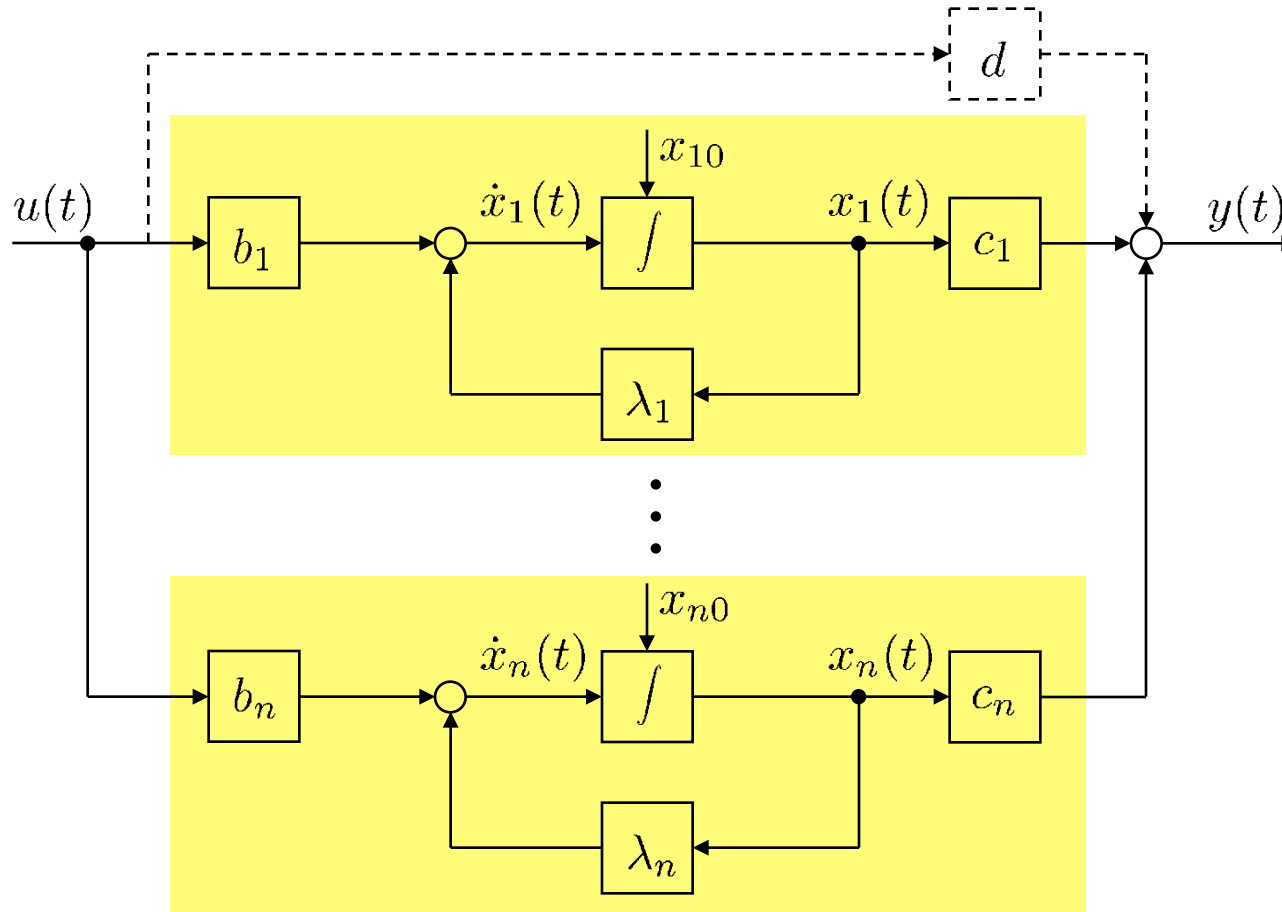 d
x₁₀
u(t) ẋ₁(t) x₁(t) y(t)
b₁ ∫ c₁
λ₁
xₙ₀
ẋₙ(t) xₙ(t)
bₙ ∫ cₙ
λₙ